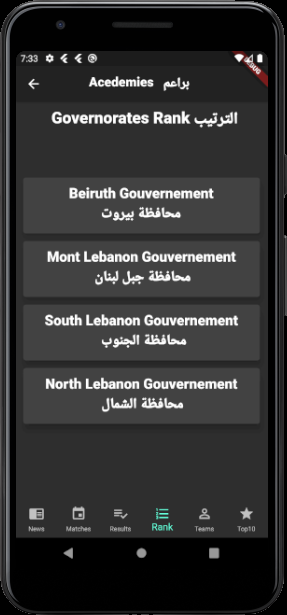 7:33
DEBUG
Acedemies براعم
Governorates Rank الترتيب
Beiruth Gouvernement
محافظة بيروت
Mont Lebanon Gouvernement
محافظة جبل لبنان
South Lebanon Gouvernement
محافظة الجنوب
North Lebanon Gouvernement
محافظة الشمال
News Matches Results Rank Teams Top10